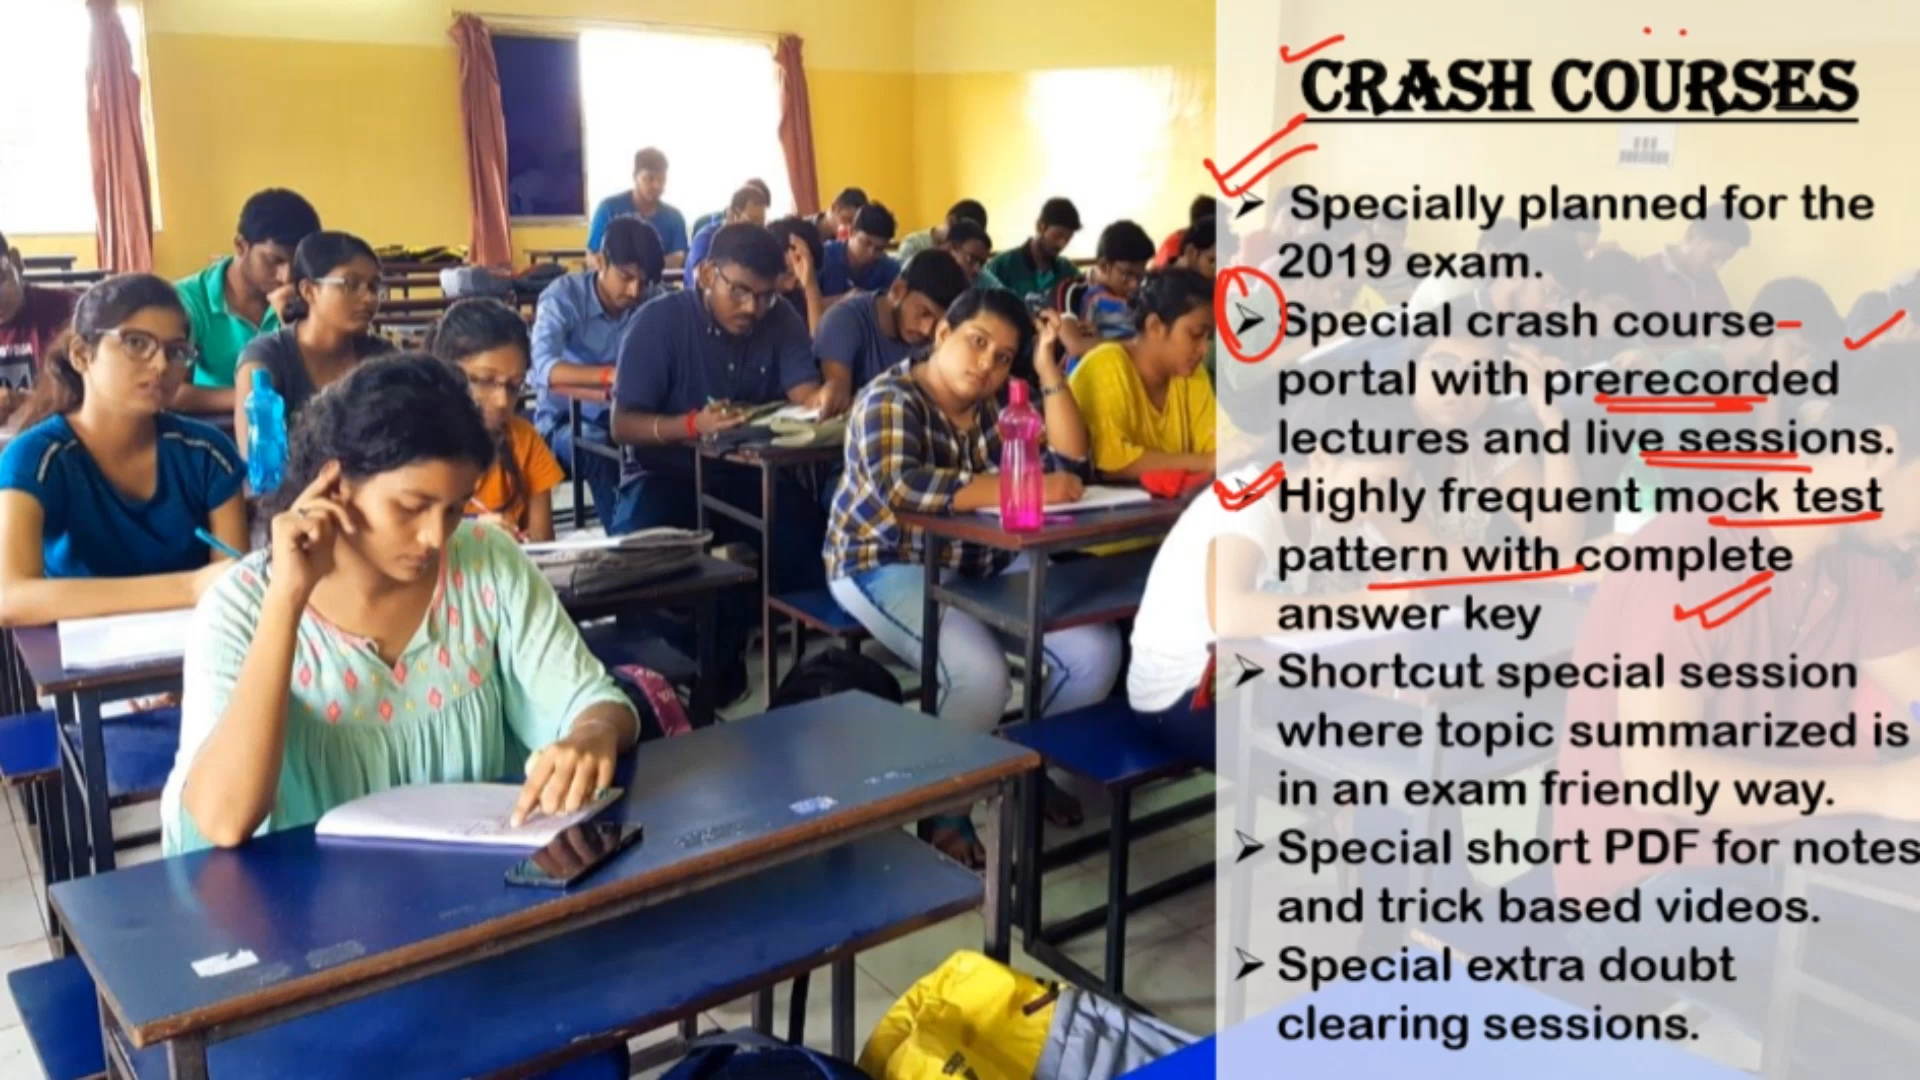 CRASH COURSES
➢ Specially planned for the
2019 exam.
➢ Special crash course
portal with prerecorded
lectures and live sessions.
➢ Highly frequent mock test
pattern with complete
answer key
➢ Shortcut special session
where topic summarized is
in an exam friendly way.
➢ Special short PDF for notes
and trick based videos.
➢ Special extra doubt
clearing sessions.